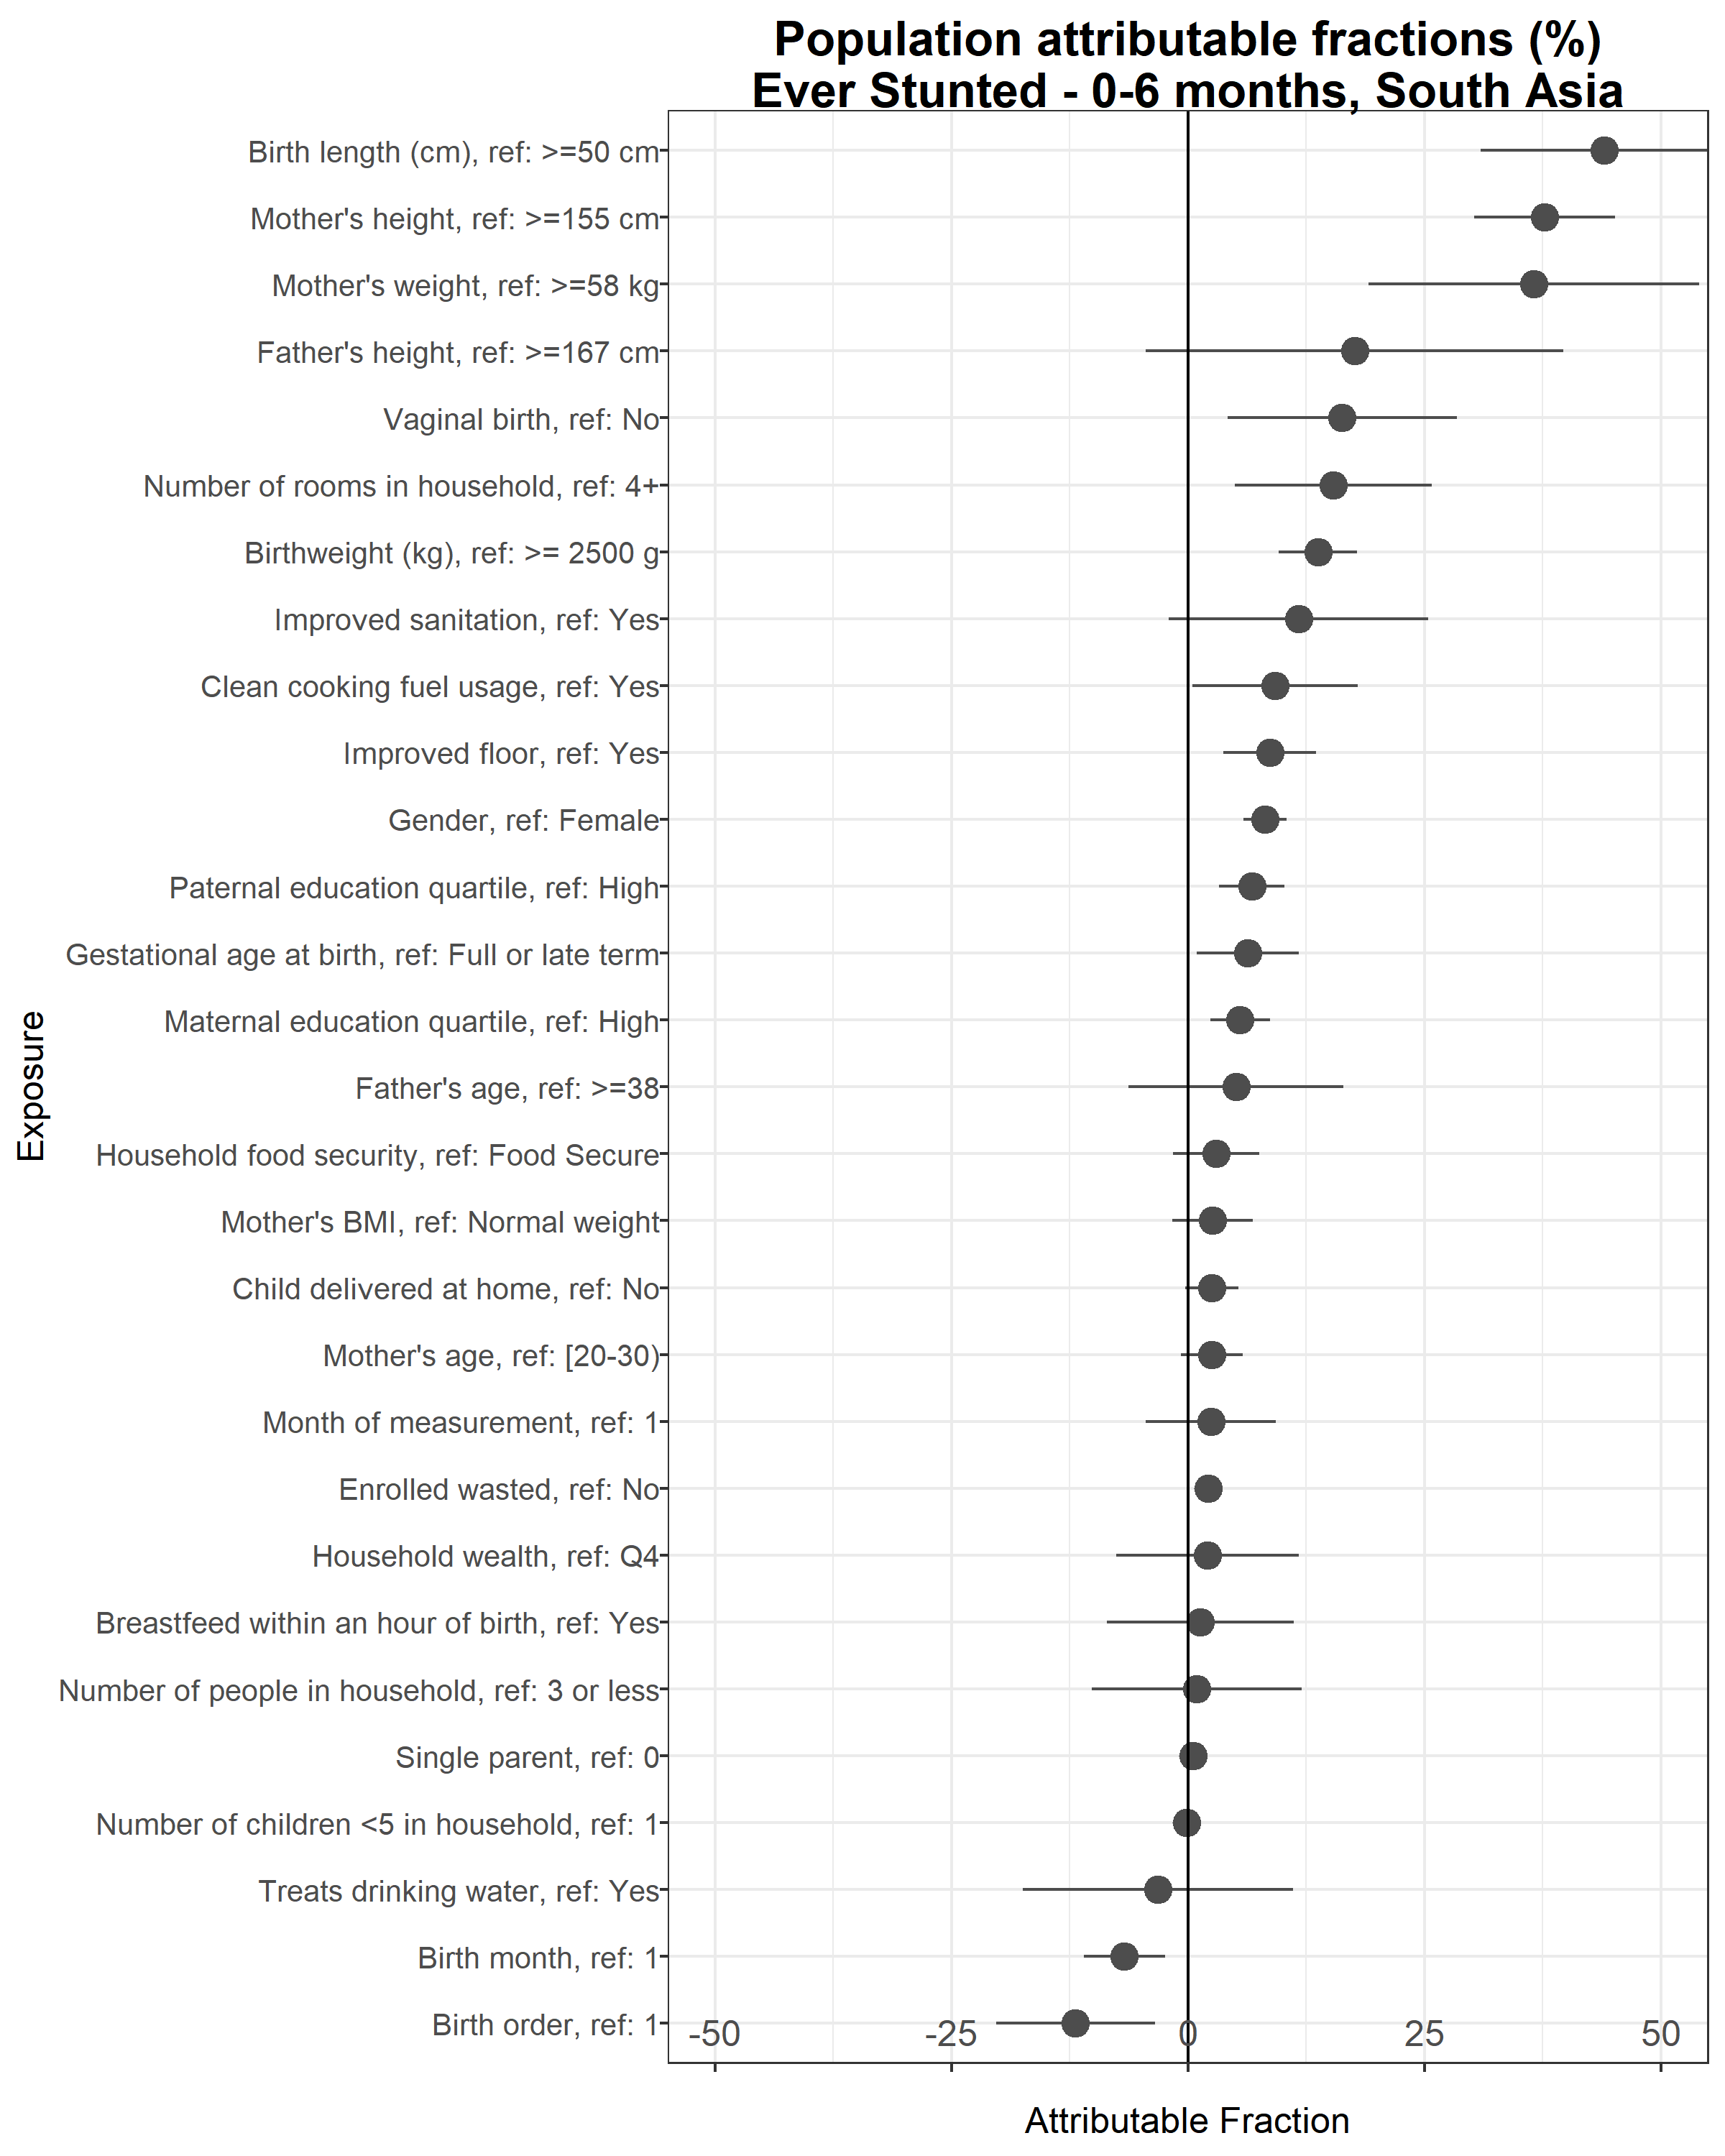 Population attributable fractions (%)
Ever Stunted - 0-6 months, South Asia
Birth length (cm), ref: >=50 cm
Mother's height, ref: >=155 cm
Mother's weight, ref: >=58 kg
Father's height, ref: >=167 cm
Vaginal birth, ref: No
Number of rooms in household, ref: 4+
Birthweight (kg), ref: >= 2500 g
Improved sanitation, ref: Yes
Clean cooking fuel usage, ref: Yes
Improved floor, ref: Yes
Gender, ref: Female
Paternal education quartile, ref: High
Gestational age at birth, ref: Full or late term
Maternal education quartile, ref: High
Father's age, ref: >=38
Household food security, ref: Food Secure
Mother's BMI, ref: Normal weight
Child delivered at home, ref: No
Mother's age, ref: [20-30)
Month of measurement, ref: 1
Enrolled wasted, ref: No
Household wealth, ref: Q4
Breastfeed within an hour of birth, ref: Yes
Number of people in household, ref: 3 or less
Single parent, ref: 0
Number of children <5 in household, ref: 1
Treats drinking water, ref: Yes
Birth month, ref: 1
Birth order, ref: 1
Exposure
-50 -25 0 25 50
Attributable Fraction